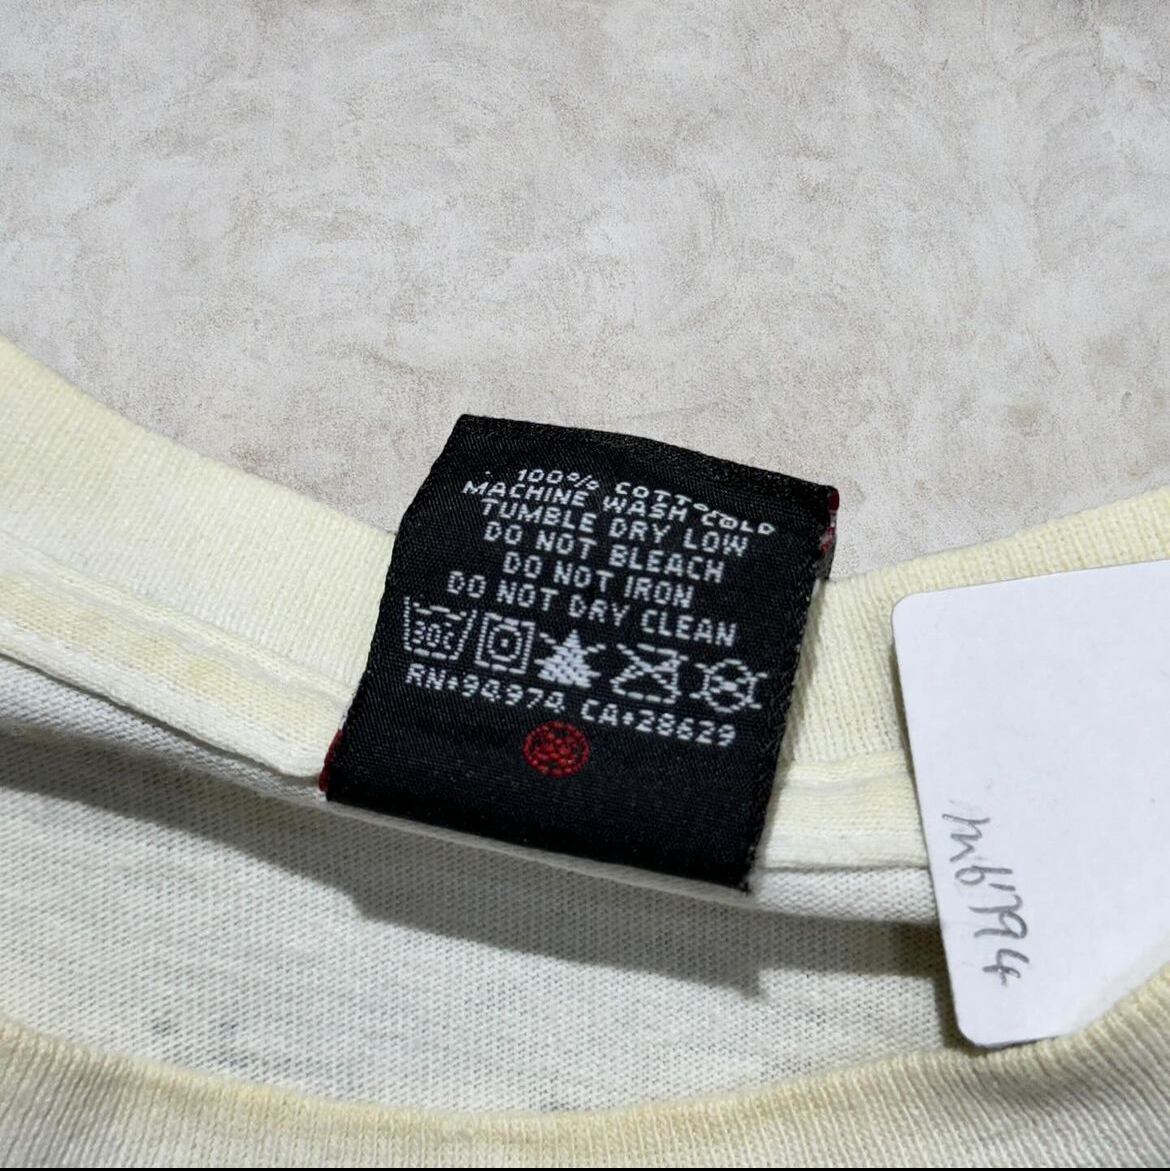 100% COTTON
MACHINE WASH COLD
TUMBLE DRY LOW
DO NOT BLEACH
DO NOT IRON
DO NOT DRY CLEAN
30C
RN#94974 CA#28629